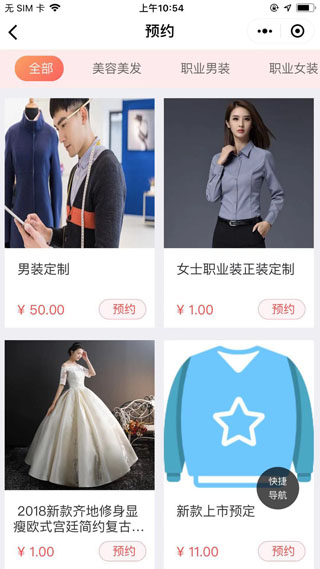 无 SIM 卡 上午10:54
预约
全部 美容美发 职业男装 职业女装
男装定制 女士职业装正装定制
¥ 50.00 预约 ¥ 1.00 预约
快捷
导航
2018新款齐地修身显 新款上市预定
瘦欧式宫廷简约复古…
¥ 1.00 预约 ¥ 11.00 预约